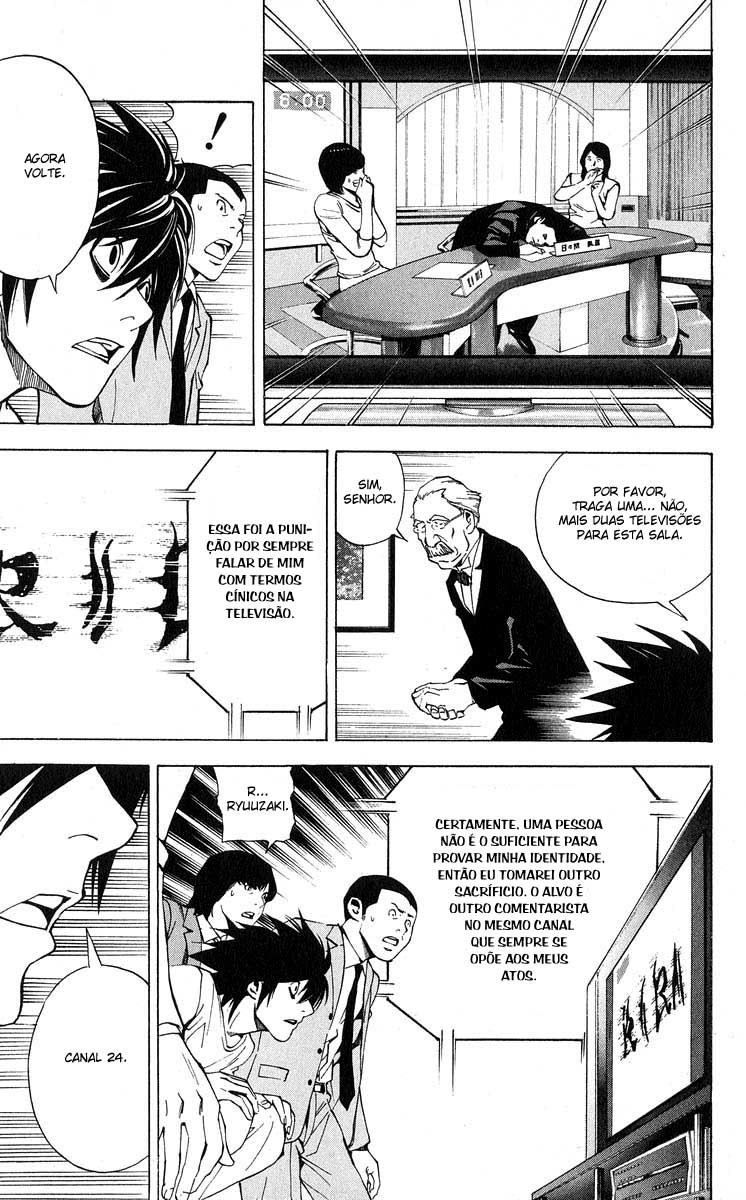 6:00
!
AGORA
VOLTE.
POR FAVOR,
TRAGA UMA... NÃO,
MAIS DUAS TELEVISÕES
PARA ESTA SALA.
SIM,
SENHOR.
ESSA FOI A PUNI-
ÇÃO POR SEMPRE
FALAR DE MIM
COM TERMOS
CÍNICOS NA
TELEVISÃO.
CERTAMENTE, UMA PESSOA
NÃO É O SUFICIENTE PARA
PROVAR MINHA IDENTIDADE,
ENTÃO EU TOMAREI OUTRO
SACRÍFICIO. O ALVO É
OUTRO COMENTARISTA
NO MESMO CANAL
QUE SEMPRE SE
OPÕE AOS MEUS
ATOS.
KIRA
R...
RYUUZAKI.
CANAL 24.